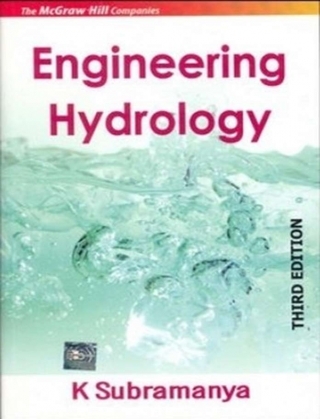 The McGraw·Hill Companies
Engineering
Hydrology
THIRD EDITION
K Subramanya